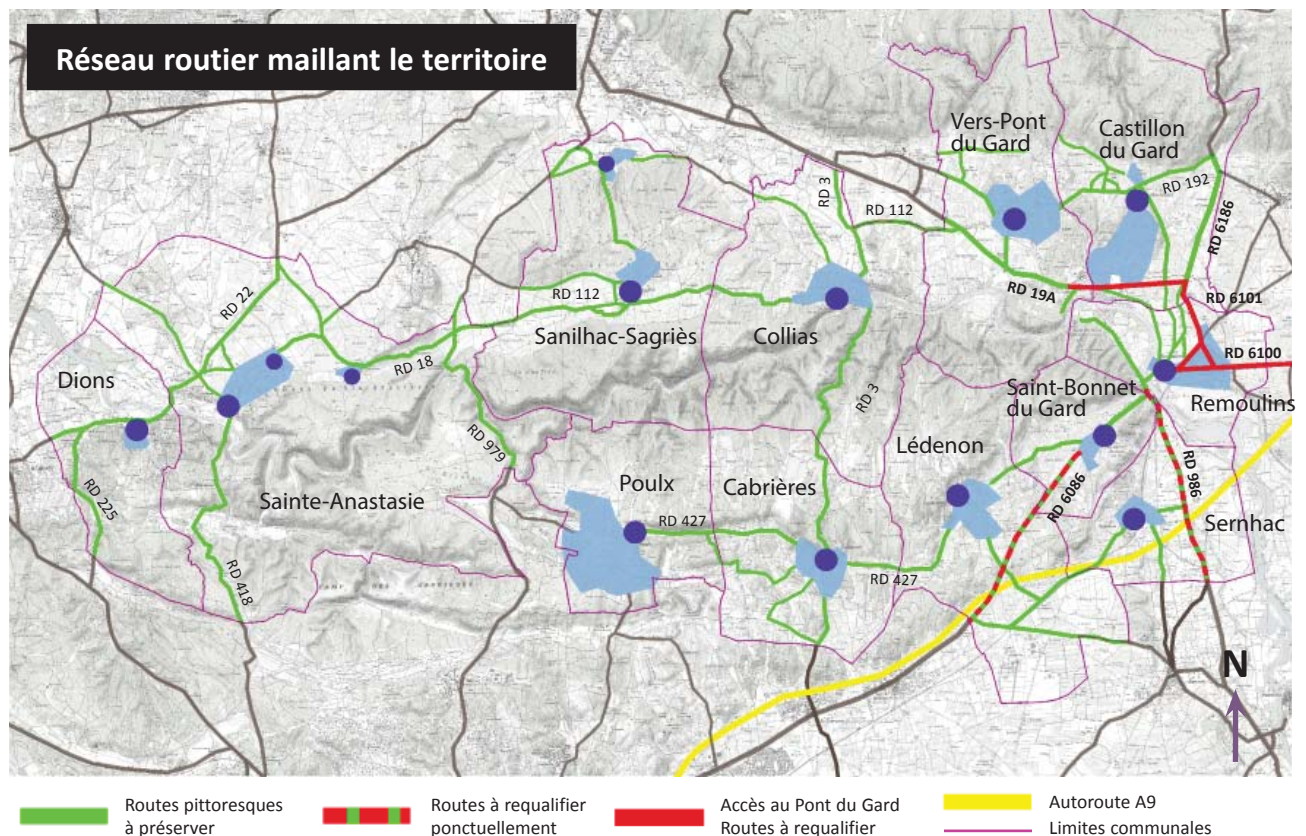 Réseau routier maillant le territoire
Vers-Pont
du Gard
Castillon
du Gard
RD 192
RD 3
RD 112
RD 6186
RD 22
RD 112
RD 19A
RD 6101
Sanilhac-Sagriès
Collias
RD 6100
RD 18
Dions
Saint-Bonnet
du Gard
Remoulins
RD 3
RD 979
Lédenon
RD 6086
RD 986
Poulx
Cabrières
Sainte-Anastasie
RD 225
RD 427
Sernhac
RD 427
RD 418
N
Routes pittoresques
à préserver
Routes à requalifier
ponctuellement
Accès au Pont du Gard
Routes à requalifier
Autoroute A9
Limites communales